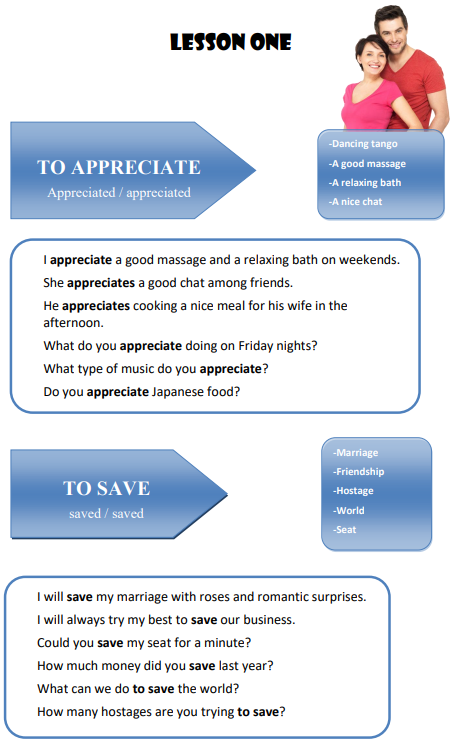 LESSON ONE
TO APPRECIATE
Appreciated / appreciated
-Dancing tango
-A good massage
-A relaxing bath
-A nice chat
I appreciate a good massage and a relaxing bath on weekends.
She appreciates a good chat among friends.
He appreciates cooking a nice meal for his wife in the
afternoon.
What do you appreciate doing on Friday nights?
What type of music do you appreciate?
Do you appreciate Japanese food?
TO SAVE
saved / saved
-Marriage
-Friendship
-Hostage
-World
-Seat
I will save my marriage with roses and romantic surprises.
I will always try my best to save our business.
Could you save my seat for a minute?
How much money did you save last year?
What can we do to save the world?
How many hostages are you trying to save?